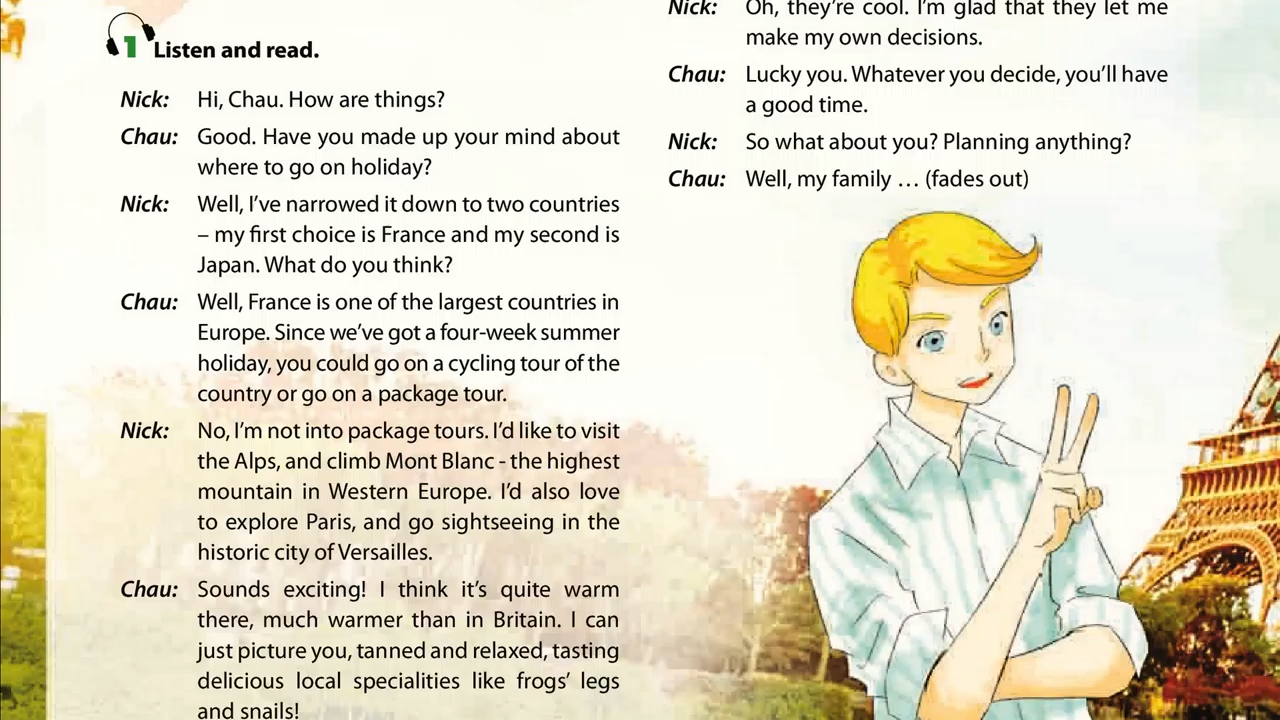 1 Listen and read.
Nick: Hi, Chau. How are things?
Chau: Good. Have you made up your mind about
where to go on holiday?
Nick: Well, I've narrowed it down to two countries
– my first choice is France and my second is
Japan. What do you think?
Chau: Well, France is one of the largest countries in
Europe. Since we've got a four-week summer
holiday, you could go on a cycling tour of the
country or go on a package tour.
Nick: No, I'm not into package tours. I'd like to visit
the Alps, and climb Mont Blanc - the highest
mountain in Western Europe. I'd also love
to explore Paris, and go sightseeing in the
historic city of Versailles.
Chau: Sounds exciting! I think it's quite warm
there, much warmer than in Britain. I can
just picture you, tanned and relaxed, tasting
delicious local specialities like frogs' legs
and snails!
Nick: Oh, they're cool. I'm glad that they let me
make my own decisions.
Chau: Lucky you. Whatever you decide, you'll have
a good time.
Nick: So what about you? Planning anything?
Chau: Well, my family … (fades out)